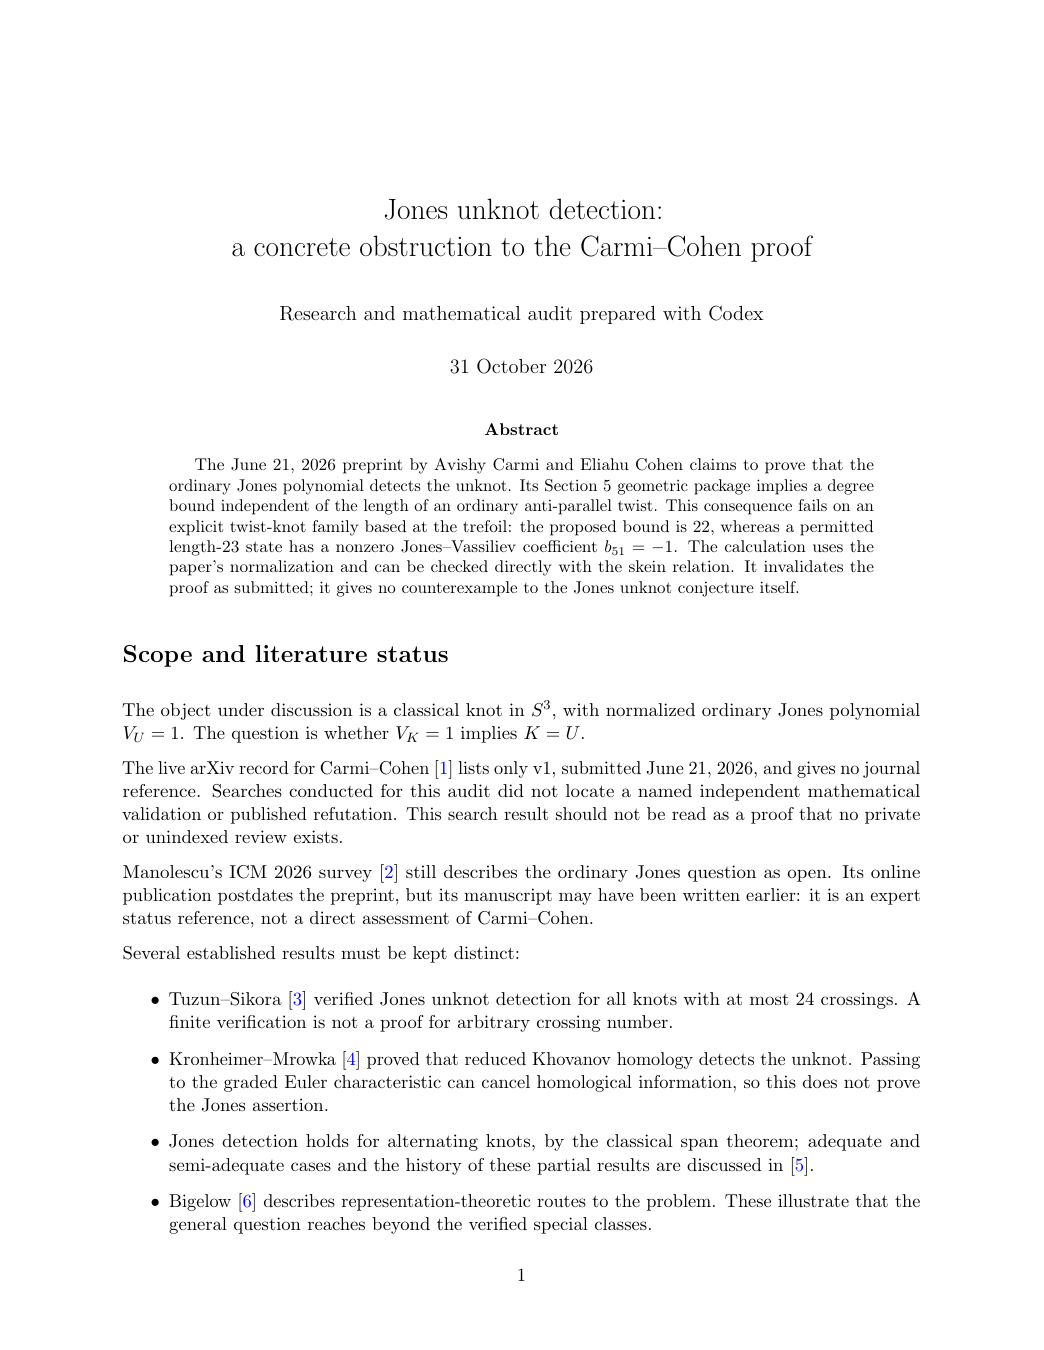 Jones unknot detection:
a concrete obstruction to the Carmi–Cohen proof
Research and mathematical audit prepared with Codex
31 October 2026
Abstract
The June 21, 2026 preprint by Avishy Carmi and Eliahu Cohen claims to prove that the
ordinary Jones polynomial detects the unknot. Its Section 5 geometric package implies a degree
bound independent of the length of an ordinary anti-parallel twist. This consequence fails on an
explicit twist-knot family based at the trefoil: the proposed bound is 22, whereas a permitted
length-23 state has a nonzero Jones–Vassiliev coefficient b₅₁ = −1. The calculation uses the
paper's normalization and can be checked directly with the skein relation. It invalidates the
proof as submitted; it gives no counterexample to the Jones unknot conjecture itself.
Scope and literature status
The object under discussion is a classical knot in S³, with normalized ordinary Jones polynomial
V_U = 1. The question is whether V_K = 1 implies K = U.
The live arXiv record for Carmi–Cohen [1] lists only v1, submitted June 21, 2026, and gives no journal
reference. Searches conducted for this audit did not locate a named independent mathematical
validation or published refutation. This search result should not be read as a proof that no private
or unindexed review exists.
Manolescu's ICM 2026 survey [2] still describes the ordinary Jones question as open. Its online
publication postdates the preprint, but its manuscript may have been written earlier: it is an expert
status reference, not a direct assessment of Carmi–Cohen.
Several established results must be kept distinct:
• Tuzun–Sikora [3] verified Jones unknot detection for all knots with at most 24 crossings. A
finite verification is not a proof for arbitrary crossing number.
• Kronheimer–Mrowka [4] proved that reduced Khovanov homology detects the unknot. Passing
to the graded Euler characteristic can cancel homological information, so this does not prove
the Jones assertion.
• Jones detection holds for alternating knots, by the classical span theorem; adequate and
semi-adequate cases and the history of these partial results are discussed in [5].
• Bigelow [6] describes representation-theoretic routes to the problem. These illustrate that the
general question reaches beyond the verified special classes.
1